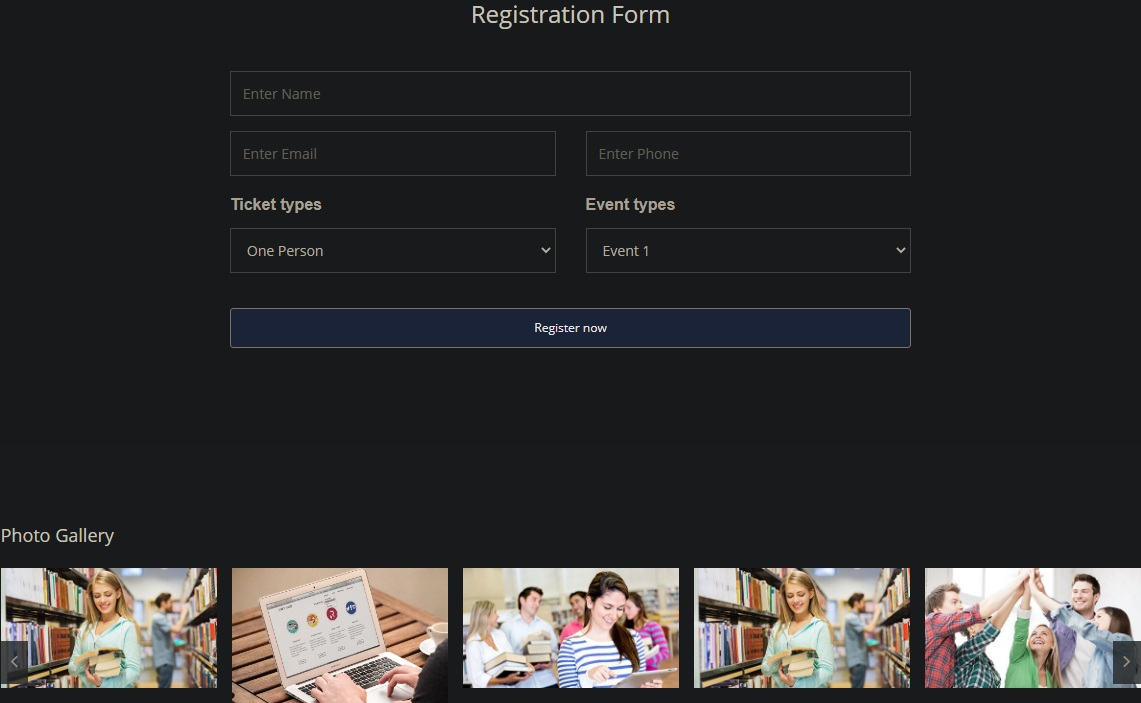 Registration Form
Enter Name
Enter Email Enter Phone
Ticket types Event types
One Person Event 1
Register now
Photo Gallery